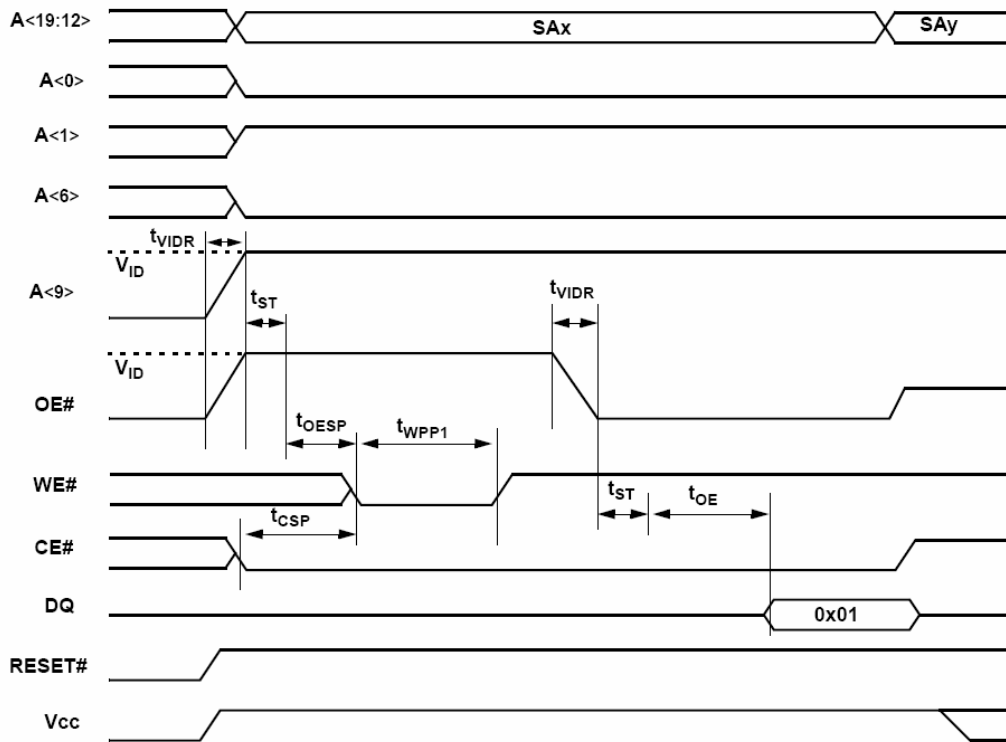 A<19:12> SAx SAy
A<0>
A<1>
A<6>
tVIDR
VID
A<9> tST tVIDR
VID
OE#
tOESP tWPP1
WE#
tST tOE
tCSP
CE#
DQ 0x01
RESET#
Vcc